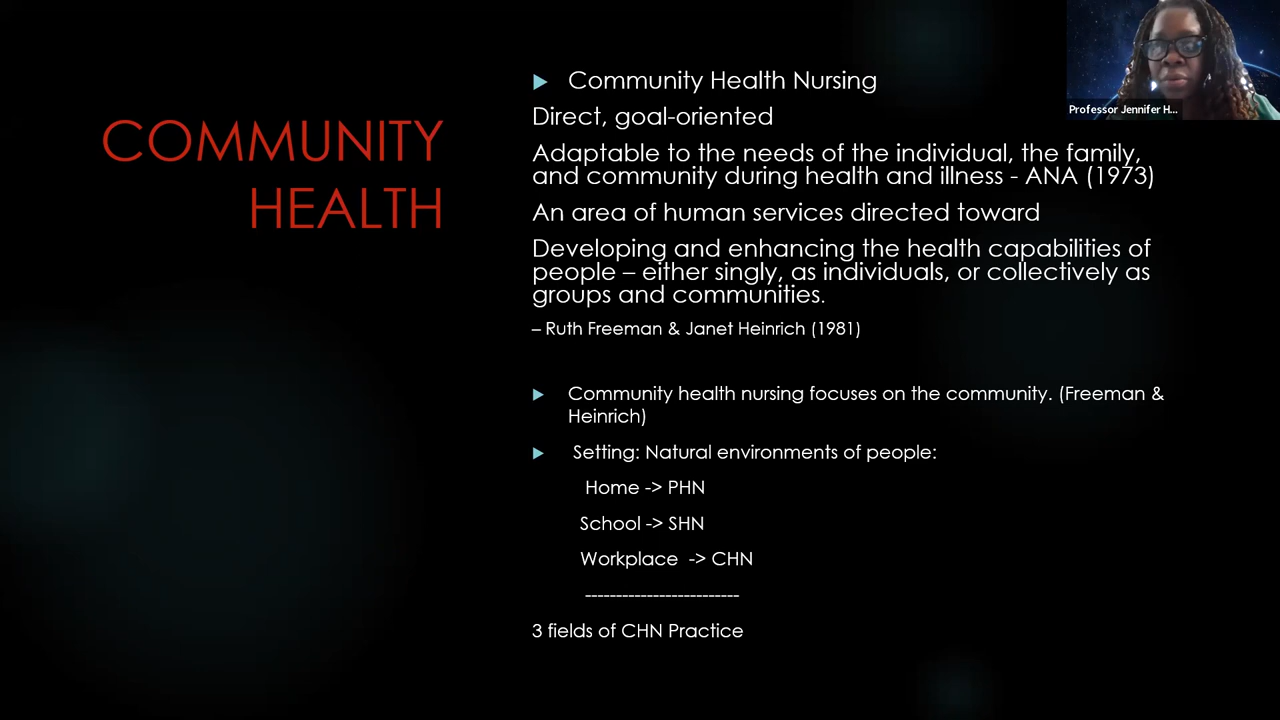 COMMUNITY
HEALTH
► Community Health Nursing
Direct, goal-oriented
Adaptable to the needs of the individual, the family,
and community during health and illness - ANA (1973)
An area of human services directed toward
Developing and enhancing the health capabilities of
people – either singly, as individuals, or collectively as
groups and communities.
– Ruth Freeman & Janet Heinrich (1981)
► Community health nursing focuses on the community. (Freeman &
Heinrich)
► Setting: Natural environments of people:
Home -> PHN
School -> SHN
Workplace -> CHN
-------------------------
3 fields of CHN Practice
Professor Jennifer H...